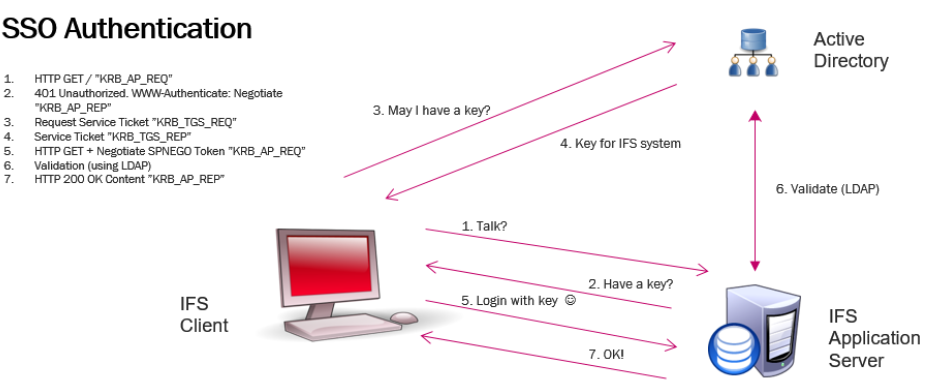 SSO Authentication
1. HTTP GET / "KRB_AP_REQ"
2. 401 Unauthorized. WWW-Authenticate: Negotiate
"KRB_AP_REP"
3. Request Service Ticket "KRB_TGS_REQ"
4. Service Ticket "KRB_TGS_REP"
5. HTTP GET + Negotiate SPNEGO Token "KRB_AP_REQ"
6. Validation (using LDAP)
7. HTTP 200 OK Content "KRB_AP_REP"
Active
Directory
3. May I have a key?
4. Key for IFS system
6. Validate (LDAP)
1. Talk?
2. Have a key?
5. Login with key ☺
7. OK!
IFS
Client
IFS
Application
Server